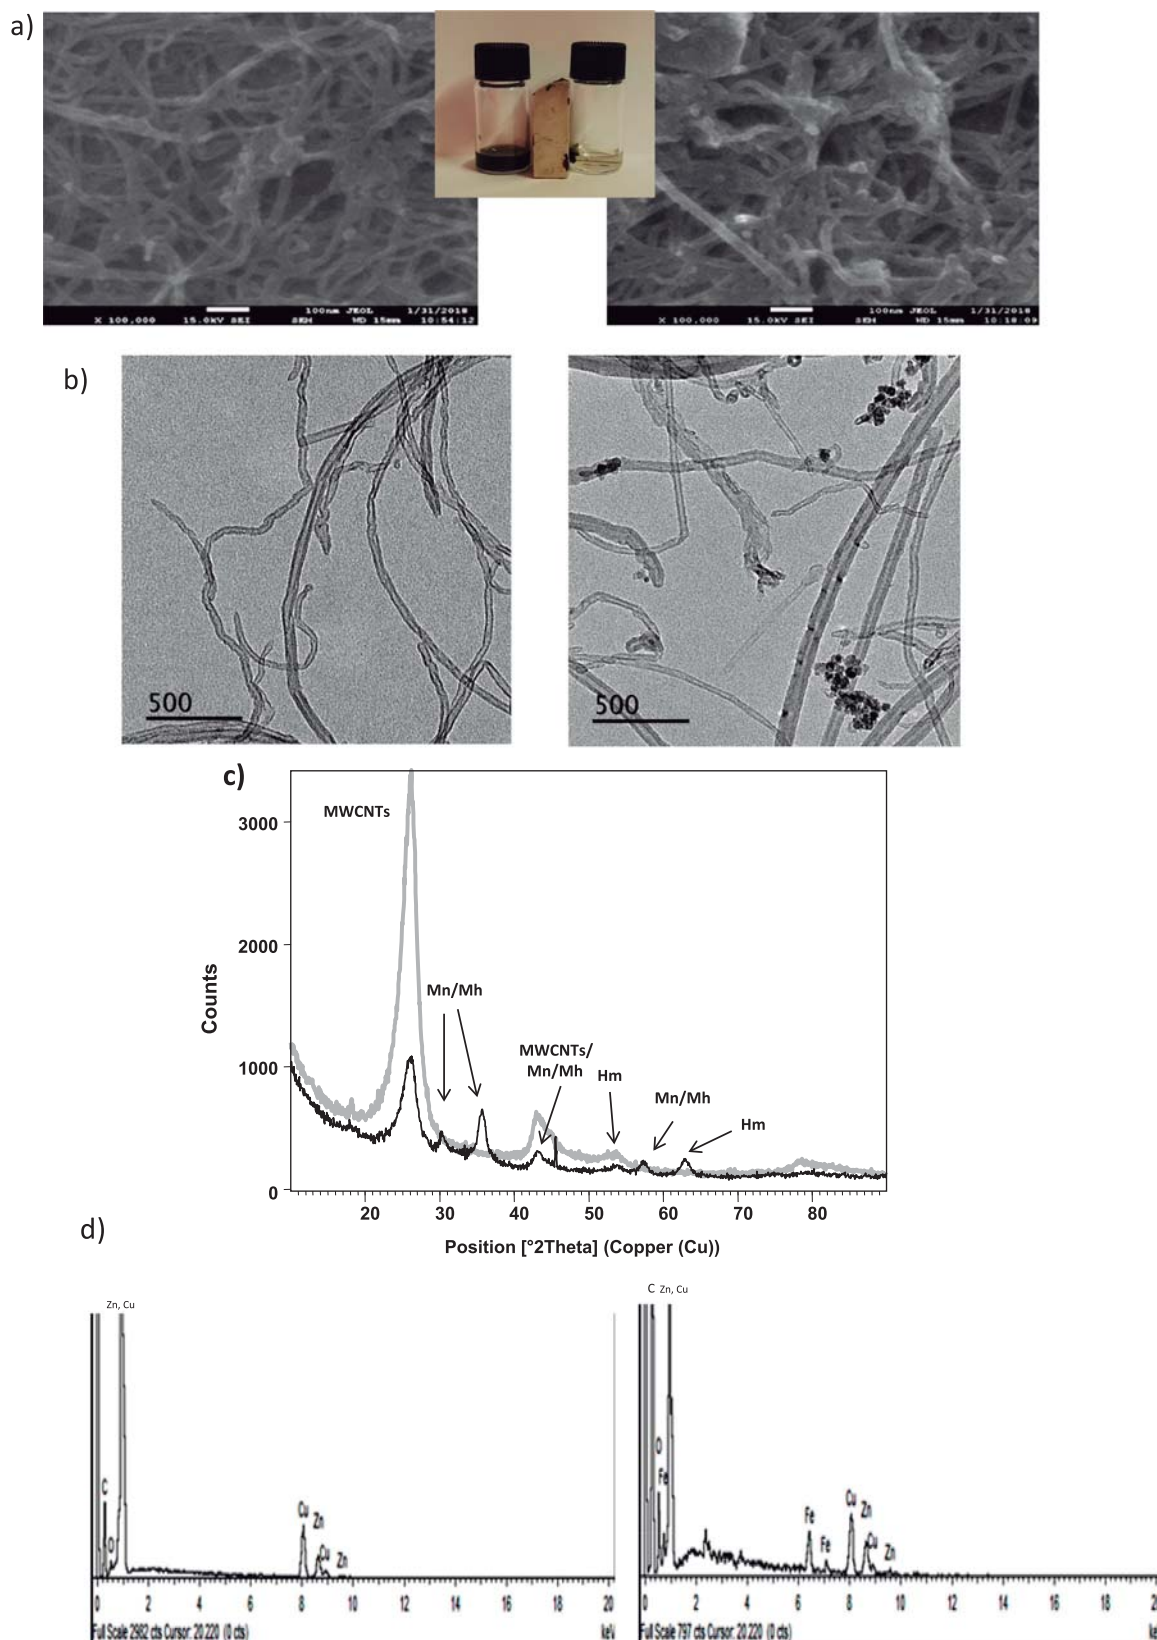 a)
100nm JEOL 1/31/2018
X 100,000 15.0kV SEI SEM WD 15mm 10:54:12
100nm JEOL 1/31/2018
X 100,000 15.0kV SEI SEM WD 15mm 10:18:09
b)
500
500
c)
MWCNTs
3000
2000
1000
0
Counts
Mn/Mh
MWCNTs/
Mn/Mh
Hm
Mn/Mh
Hm
20 30 40 50 60 70 80
Position [°2Theta] (Copper (Cu))
d)
Zn, Cu
C
O
Cu
Zn
Cu
Zn
0 2 4 6 8 10 12 14 16 18 20
Full Scale 2982 cts Cursor: 20.220 (0 cts) keV
C Zn, Cu
O
Fe
Fe
Fe
Cu
Zn
Cu
Zn
0 2 4 6 8 10 12 14 16 18
Full Scale 797 cts Cursor: 20.220 (0 cts)